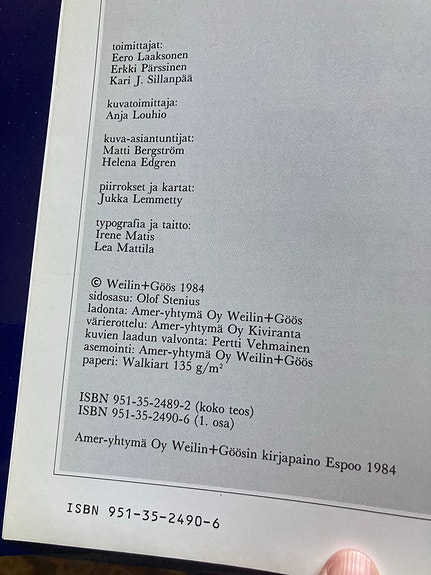 toimittajat:
Eero Laaksonen
Erkki Pärssinen
Kari J. Sillanpää
kuvatoimittaja:
Anja Louhio
kuva-asiantuntijat:
Matti Bergström
Helena Edgren
piirrokset ja kartat:
Jukka Lemmetty
typografia ja taitto:
Irene Matis
Lea Mattila
© Weilin+Göös 1984
sidosasu: Olof Stenius
ladonta: Amer-yhtymä Oy Weilin+Göös
värierottelu: Amer-yhtymä Oy Kiviranta
kuvien laadun valvonta: Pertti Vehmainen
asemointi: Amer-yhtymä Oy Weilin+Göös
paperi: Walkiart 135 g/m²
ISBN 951-35-2489-2 (koko teos)
ISBN 951-35-2490-6 (1. osa)
Amer-yhtymä Oy Weilin+Göösin kirjapaino Espoo 1984
ISBN 951-35-2490-6